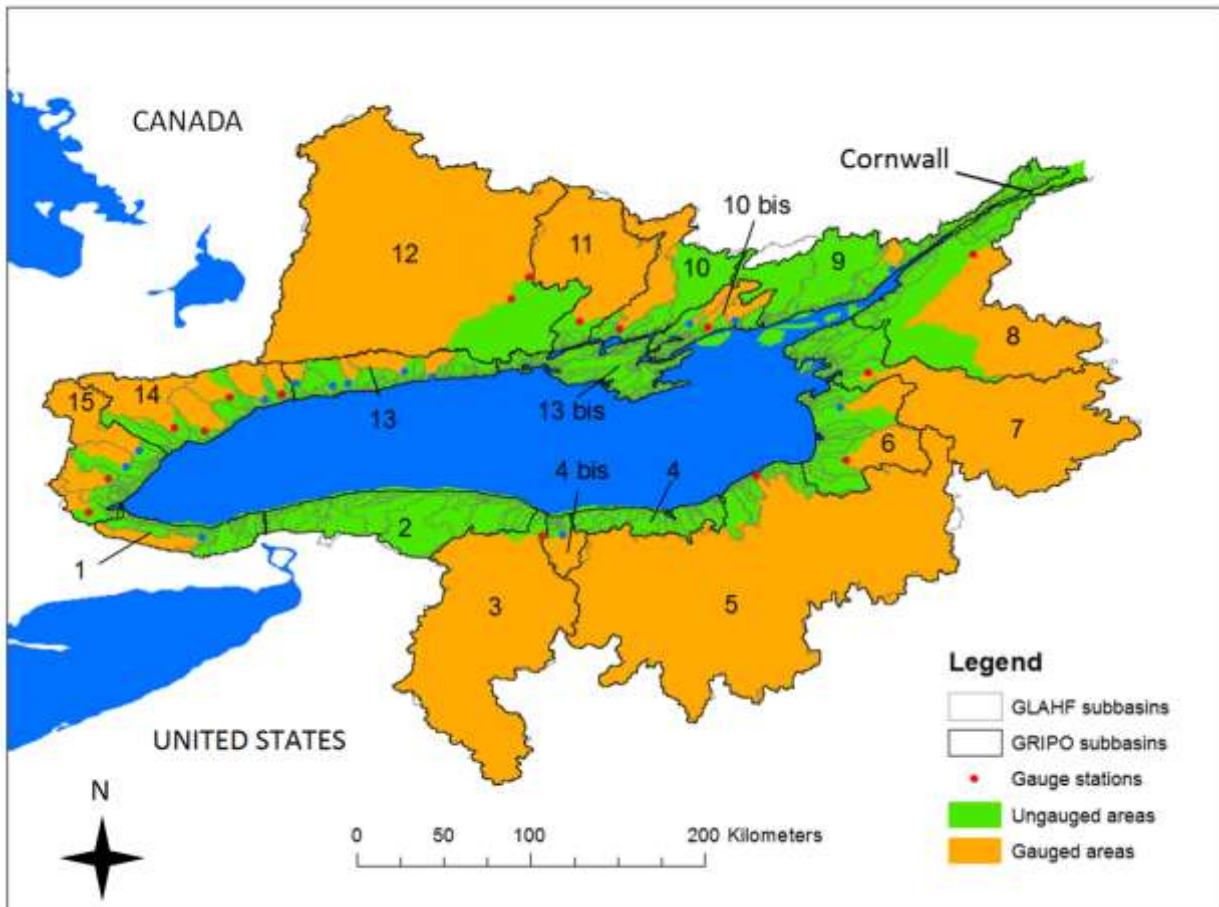 CANADA
Cornwall
10 bis
12
11
10
9
8
14
15
13
13 bis
7
6
4 bis
4
2
1
3
5
Legend
GLAHF subbasins
GRIPO subbasins
Gauge stations
Ungauged areas
Gauged areas
UNITED STATES
N
0 50 100 200 Kilometers